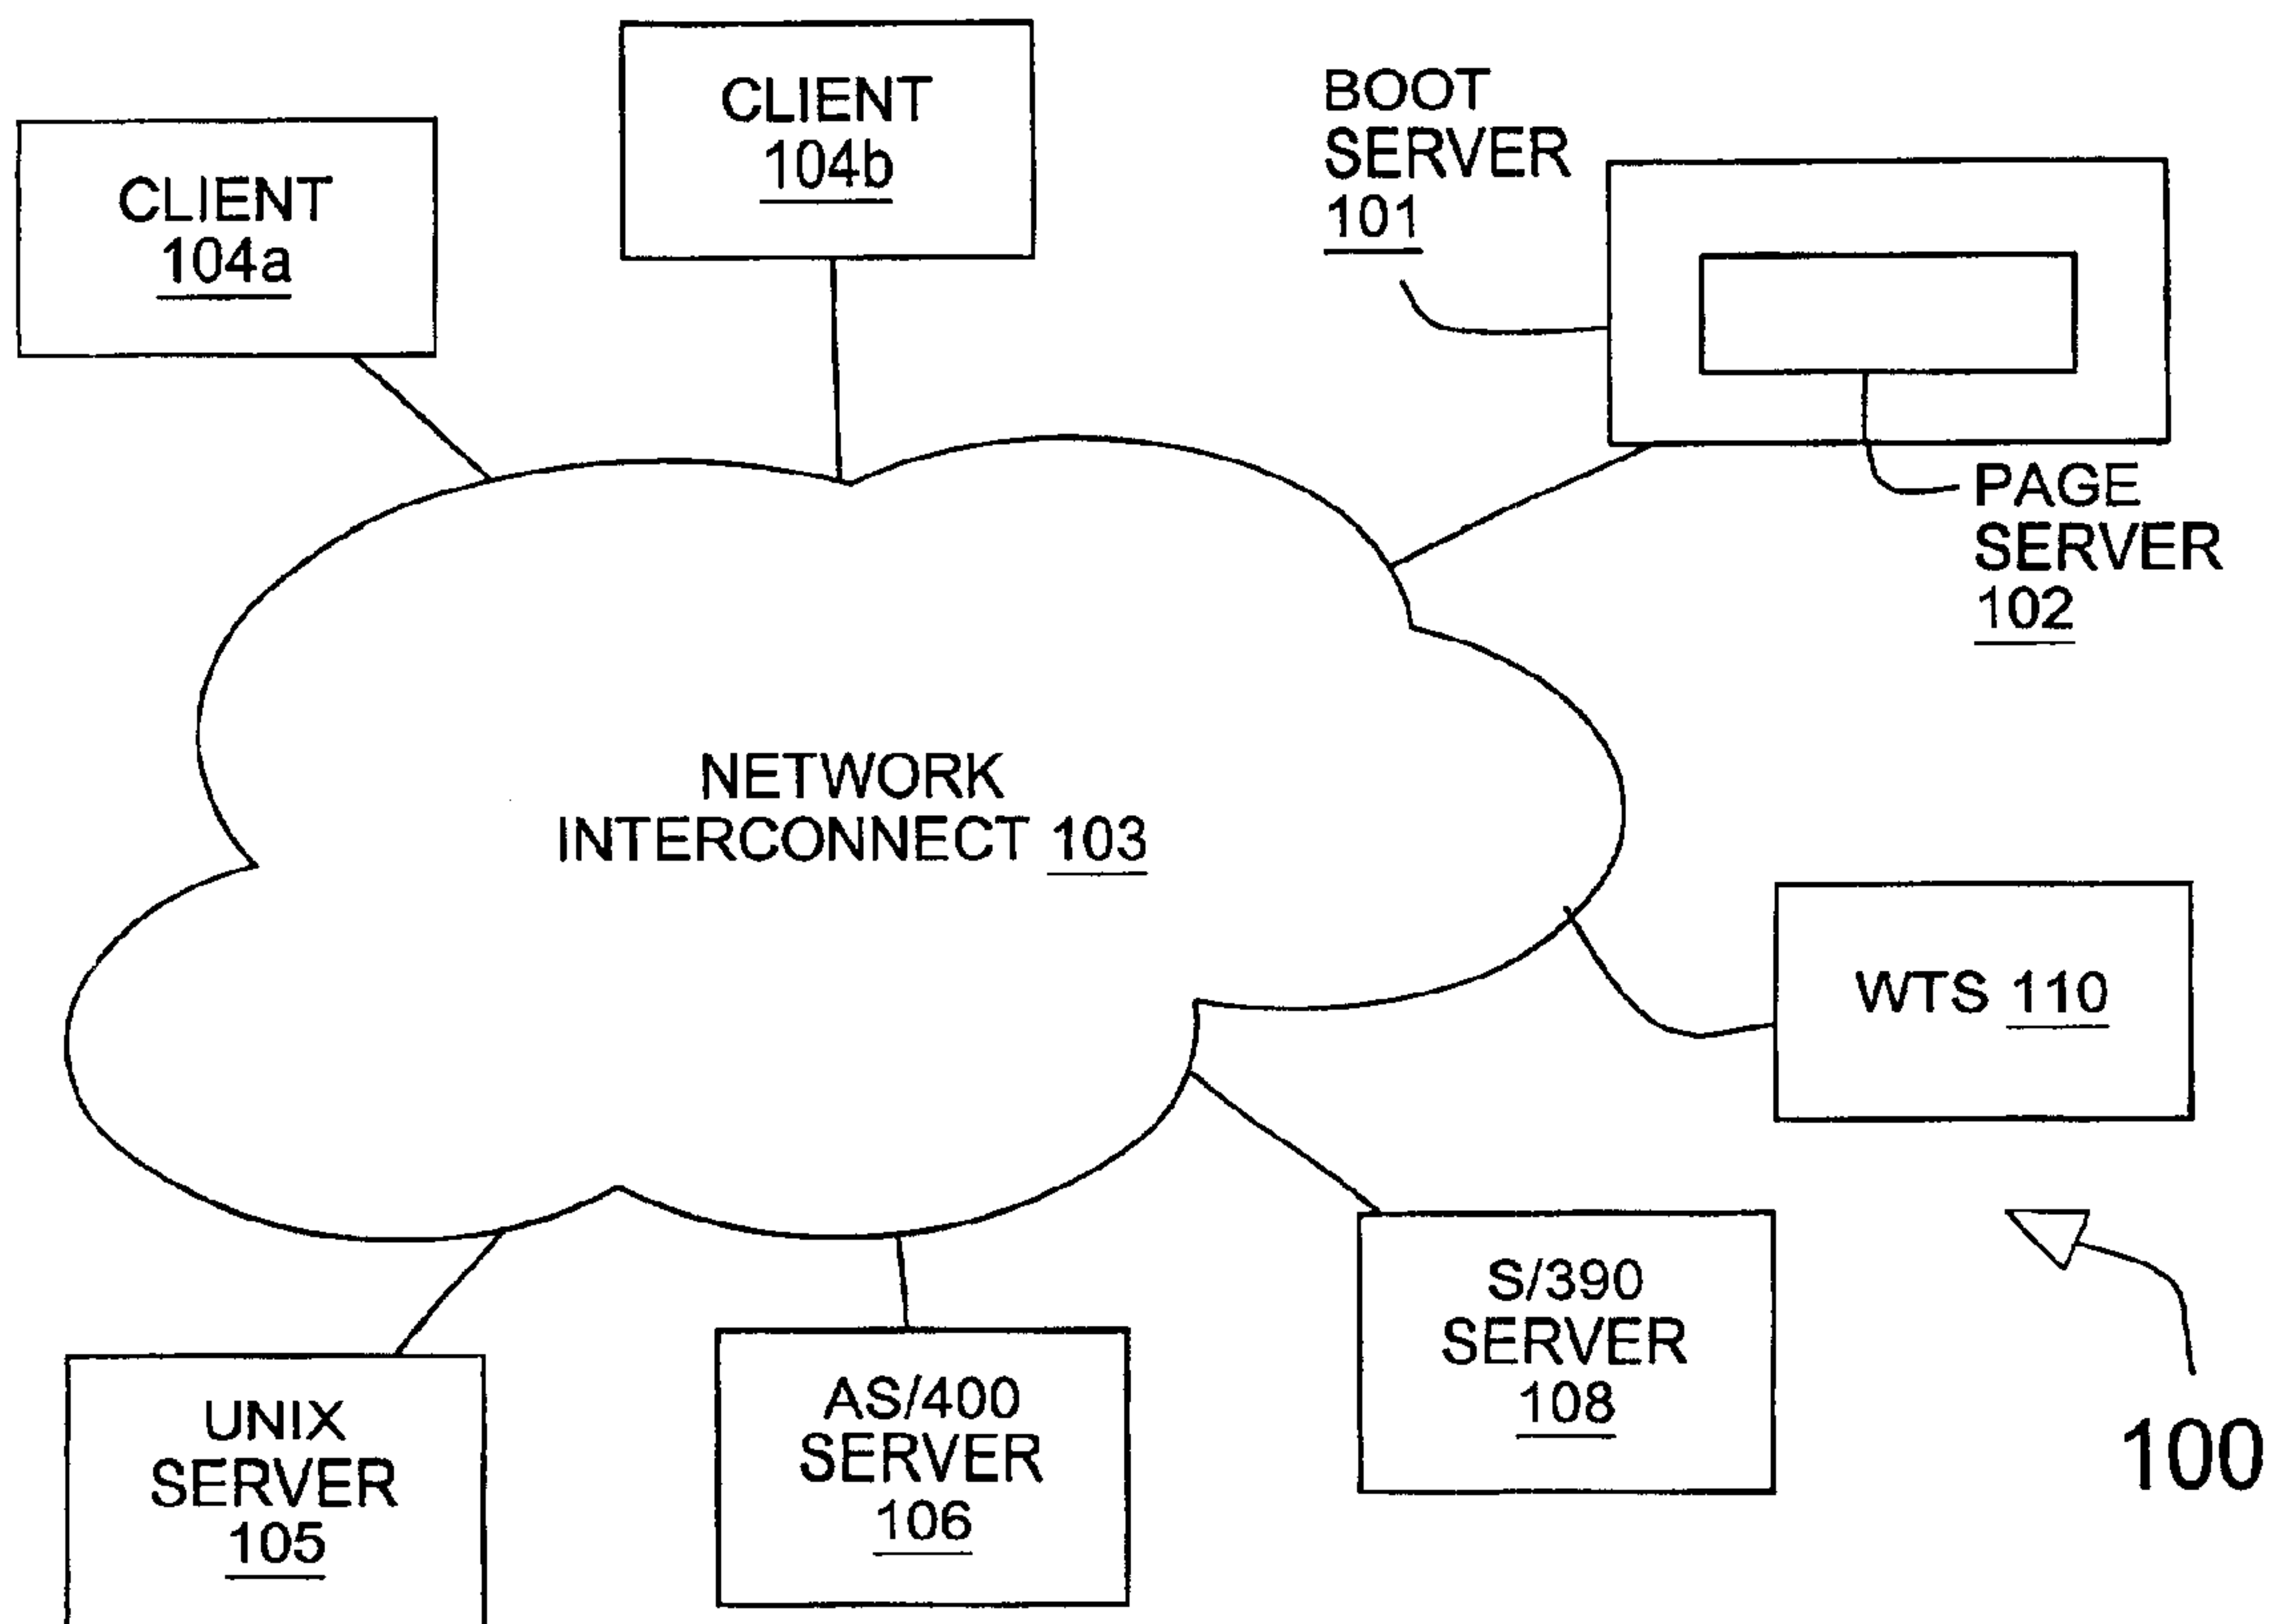 CLIENT
104a
CLIENT
104b
BOOT
SERVER
101
PAGE
SERVER
102
NETWORK
INTERCONNECT 103
WTS 110
S/390
SERVER
108
AS/400
SERVER
106
UNIX
SERVER
105
100